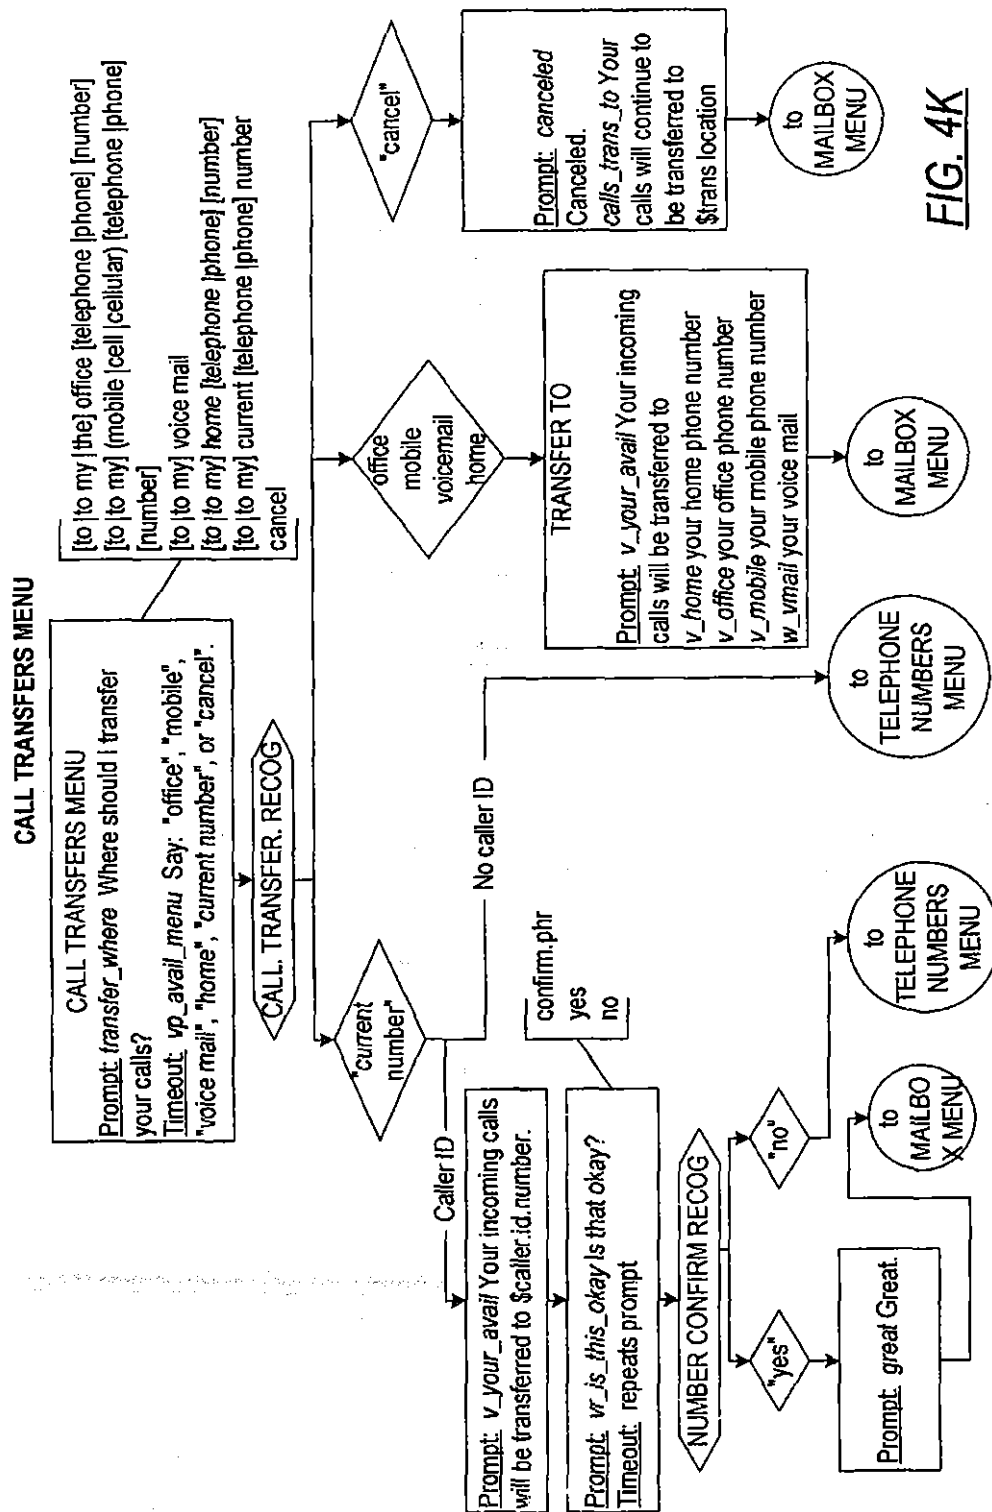 CALL TRANSFERS MENU
CALL TRANSFERS MENU
Prompt: transfer_where Where should I transfer
your calls?
Timeout: vp_avail_menu Say: "office", "mobile",
"voice mail", "home", "current number", or "cancel".
[to |to my |the] office [telephone |phone] [number]
[to |to my] (mobile |cell |cellular) [telephone |phone]
[number]
[to |to my] voice mail
[to |to my] home [telephone |phone] [number]
[to |to my] current [telephone |phone] number
cancel
CALL. TRANSFER. RECOG
"current
number"
office
mobile
voicemail
home
"cancel"
Caller ID
No caller ID
Prompt: v_your_avail Your incoming calls
will be transferred to $caller.id.number.
Prompt: vr_is_this_okay Is that okay?
Timeout: repeats prompt
confirm.phr
yes
no
NUMBER CONFIRM RECOG
"yes"
"no"
Prompt: great Great.
to
MAILBO
X MENU
to
TELEPHONE
NUMBERS
MENU
to
TELEPHONE
NUMBERS
MENU
TRANSFER TO
Prompt: v_your_avail Your incoming
calls will be transferred to
v_home your home phone number
v_office your office phone number
v_mobile your mobile phone number
w_vmail your voice mail
to
MAILBOX
MENU
Prompt: canceled
Canceled.
calls_trans_to Your
calls will continue to
be transferred to
$trans location
to
MAILBOX
MENU
FIG. 4K